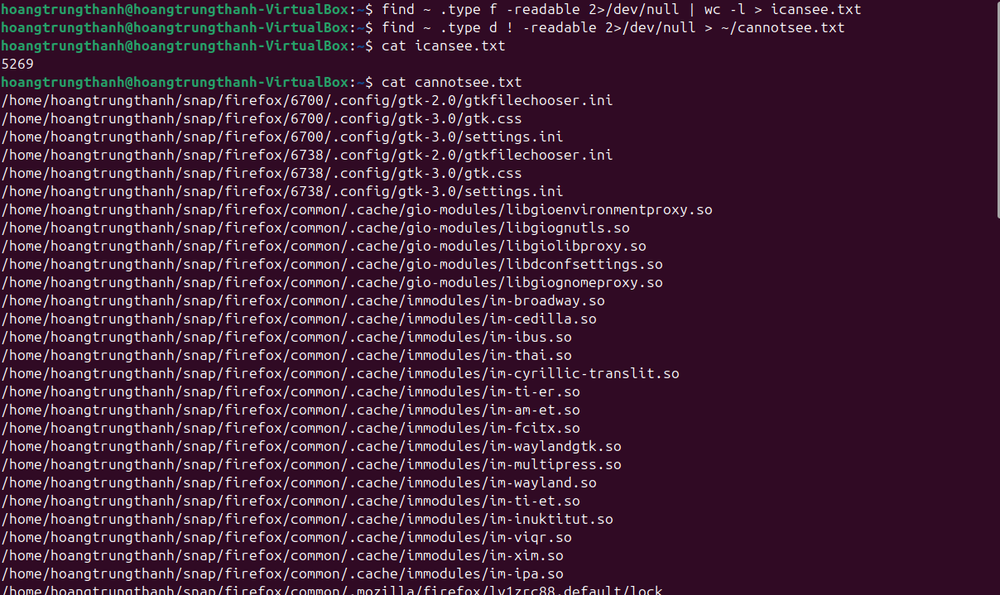 hoangtrungthanh@hoangtrungthanh-VirtualBox:~$ find ~ .type f -readable 2>/dev/null | wc -l > icansee.txt
hoangtrungthanh@hoangtrungthanh-VirtualBox:~$ find ~ .type d ! -readable 2>/dev/null > ~/cannotsee.txt
hoangtrungthanh@hoangtrungthanh-VirtualBox:~$ cat icansee.txt
5269
hoangtrungthanh@hoangtrungthanh-VirtualBox:~$ cat cannotsee.txt
/home/hoangtrungthanh/snap/firefox/6700/.config/gtk-2.0/gtkfilechooser.ini
/home/hoangtrungthanh/snap/firefox/6700/.config/gtk-3.0/gtk.css
/home/hoangtrungthanh/snap/firefox/6700/.config/gtk-3.0/settings.ini
/home/hoangtrungthanh/snap/firefox/6738/.config/gtk-2.0/gtkfilechooser.ini
/home/hoangtrungthanh/snap/firefox/6738/.config/gtk-3.0/gtk.css
/home/hoangtrungthanh/snap/firefox/6738/.config/gtk-3.0/settings.ini
/home/hoangtrungthanh/snap/firefox/common/.cache/gio-modules/libgioenvironmentproxy.so
/home/hoangtrungthanh/snap/firefox/common/.cache/gio-modules/libgiognutls.so
/home/hoangtrungthanh/snap/firefox/common/.cache/gio-modules/libgiolibproxy.so
/home/hoangtrungthanh/snap/firefox/common/.cache/gio-modules/libdconfsettings.so
/home/hoangtrungthanh/snap/firefox/common/.cache/gio-modules/libgiognomeproxy.so
/home/hoangtrungthanh/snap/firefox/common/.cache/immodules/im-broadway.so
/home/hoangtrungthanh/snap/firefox/common/.cache/immodules/im-cedilla.so
/home/hoangtrungthanh/snap/firefox/common/.cache/immodules/im-ibus.so
/home/hoangtrungthanh/snap/firefox/common/.cache/immodules/im-thai.so
/home/hoangtrungthanh/snap/firefox/common/.cache/immodules/im-cyrillic-translit.so
/home/hoangtrungthanh/snap/firefox/common/.cache/immodules/im-ti-er.so
/home/hoangtrungthanh/snap/firefox/common/.cache/immodules/im-am-et.so
/home/hoangtrungthanh/snap/firefox/common/.cache/immodules/im-fcitx.so
/home/hoangtrungthanh/snap/firefox/common/.cache/immodules/im-waylandgtk.so
/home/hoangtrungthanh/snap/firefox/common/.cache/immodules/im-multipress.so
/home/hoangtrungthanh/snap/firefox/common/.cache/immodules/im-wayland.so
/home/hoangtrungthanh/snap/firefox/common/.cache/immodules/im-ti-et.so
/home/hoangtrungthanh/snap/firefox/common/.cache/immodules/im-inuktitut.so
/home/hoangtrungthanh/snap/firefox/common/.cache/immodules/im-viqr.so
/home/hoangtrungthanh/snap/firefox/common/.cache/immodules/im-xim.so
/home/hoangtrungthanh/snap/firefox/common/.cache/immodules/im-ipa.so
/home/hoangtrungthanh/snap/firefox/common/.mozilla/firefox/lv1zrc88.default/lock